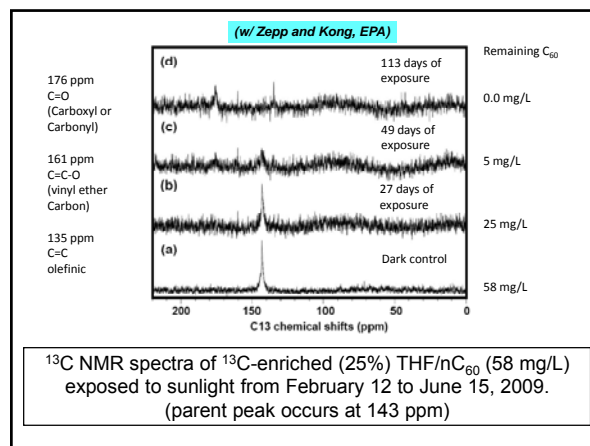 (w/ Zepp and Kong, EPA)
Remaining C₆₀
(d)
113 days of
exposure
176 ppm
C=O
(Carboxyl or
Carbonyl)
0.0 mg/L
(c)
49 days of
exposure
161 ppm
C=C-O
(vinyl ether
Carbon)
5 mg/L
(b)
27 days of
exposure
25 mg/L
135 ppm
C=C
olefinic
(a)
Dark control
58 mg/L
200 150 100 50 0
C13 chemical shifts (ppm)
¹³C NMR spectra of ¹³C-enriched (25%) THF/nC₆₀ (58 mg/L)
exposed to sunlight from February 12 to June 15, 2009.
(parent peak occurs at 143 ppm)